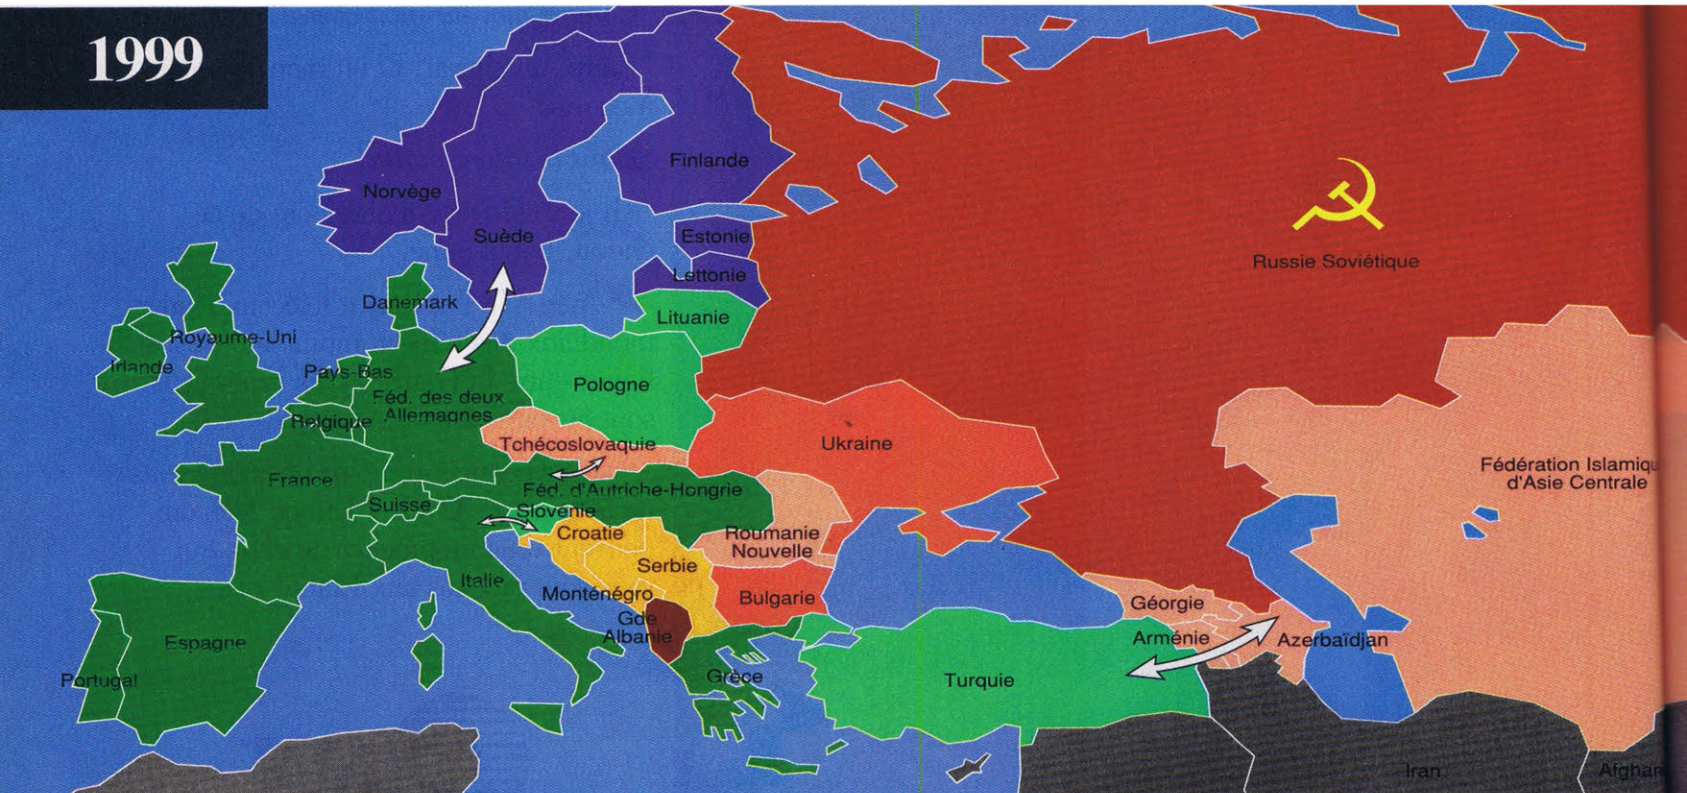 1999
Finlande
Norvège
Suède
Estonie
Lettonie
Russie Soviétique
Danemark
Lituanie
Royaume-Uni
Irlande
Pays-Bas
Pologne
Féd. des deux
Allemagnes
Belgique
Tchécoslovaquie
Ukraine
France
Féd. d'Autriche-Hongrie
Fédération Islamiqu
d'Asie Centrale
Suisse
Slovénie
Croatie
Roumanie
Nouvelle
Serbie
Italie
Monténégro
Bulgarie
Géorgie
Gde
Albanie
Arménie
Azerbaïdjan
Espagne
Portugal
Grèce
Turquie
Iran
Afghan